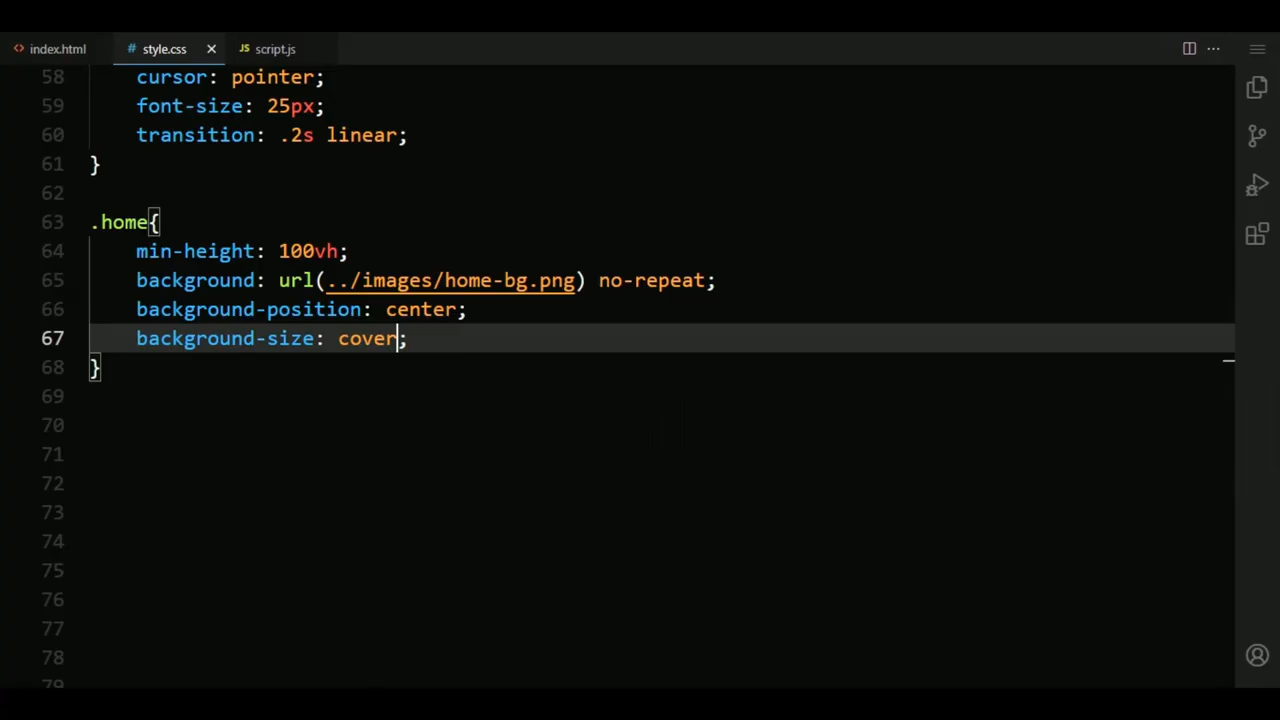 index.html style.css script.js
58 cursor: pointer;
59 font-size: 25px;
60 transition: .2s linear;
61 }
62
63 .home{
64 min-height: 100vh;
65 background: url(../images/home-bg.png) no-repeat;
66 background-position: center;
67 background-size: cover;
68 }
69
70
71
72
73
74
75
76
77
78
79